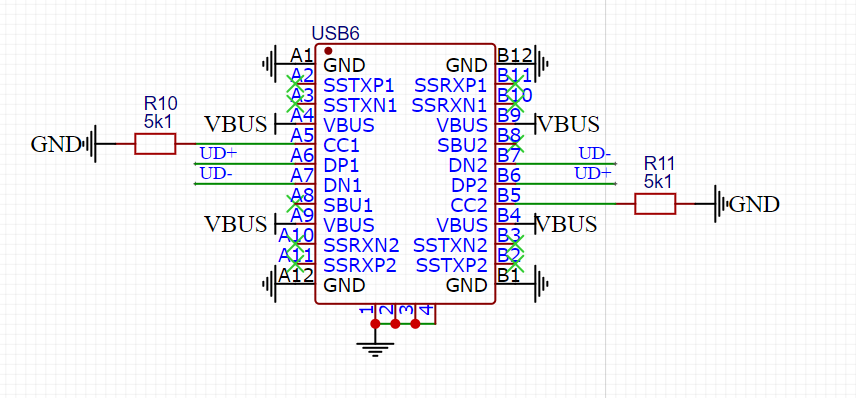 USB6
A1 GND GND B12
A2 SSTXP1 SSRXP1 B11
A3 SSTXN1 SSRXN1 B10
VBUS A4 VBUS VBUS B9 VBUS
R10
5k1
GND A5 CC1 SBU2 B8
UD+ A6 DP1 DN2 B7 UD-
UD- A7 DN1 DP2 B6 UD+
R11
5k1
A8 SBU1 CC2 B5 GND
VBUS A9 VBUS VBUS B4 VBUS
A10 SSRXN2 SSTXN2 B3
A11 SSRXP2 SSTXP2 B2
A12 GND GND B1
1 2 3 4